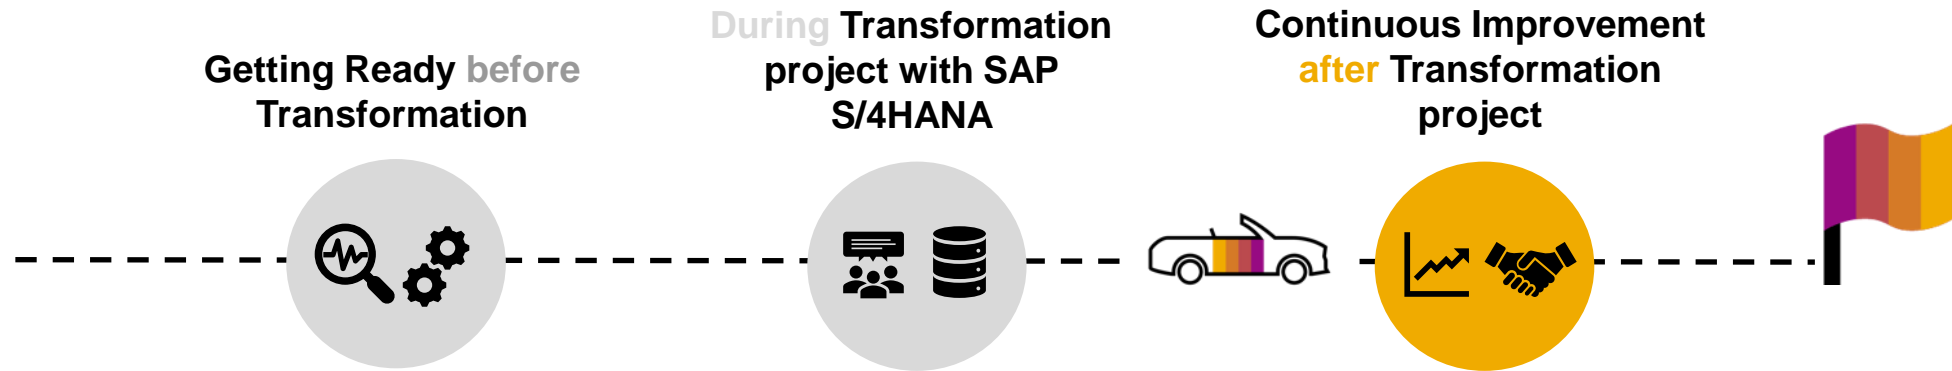 Getting Ready before
Transformation
During Transformation
project with SAP
S/4HANA
Continuous Improvement
after Transformation
project